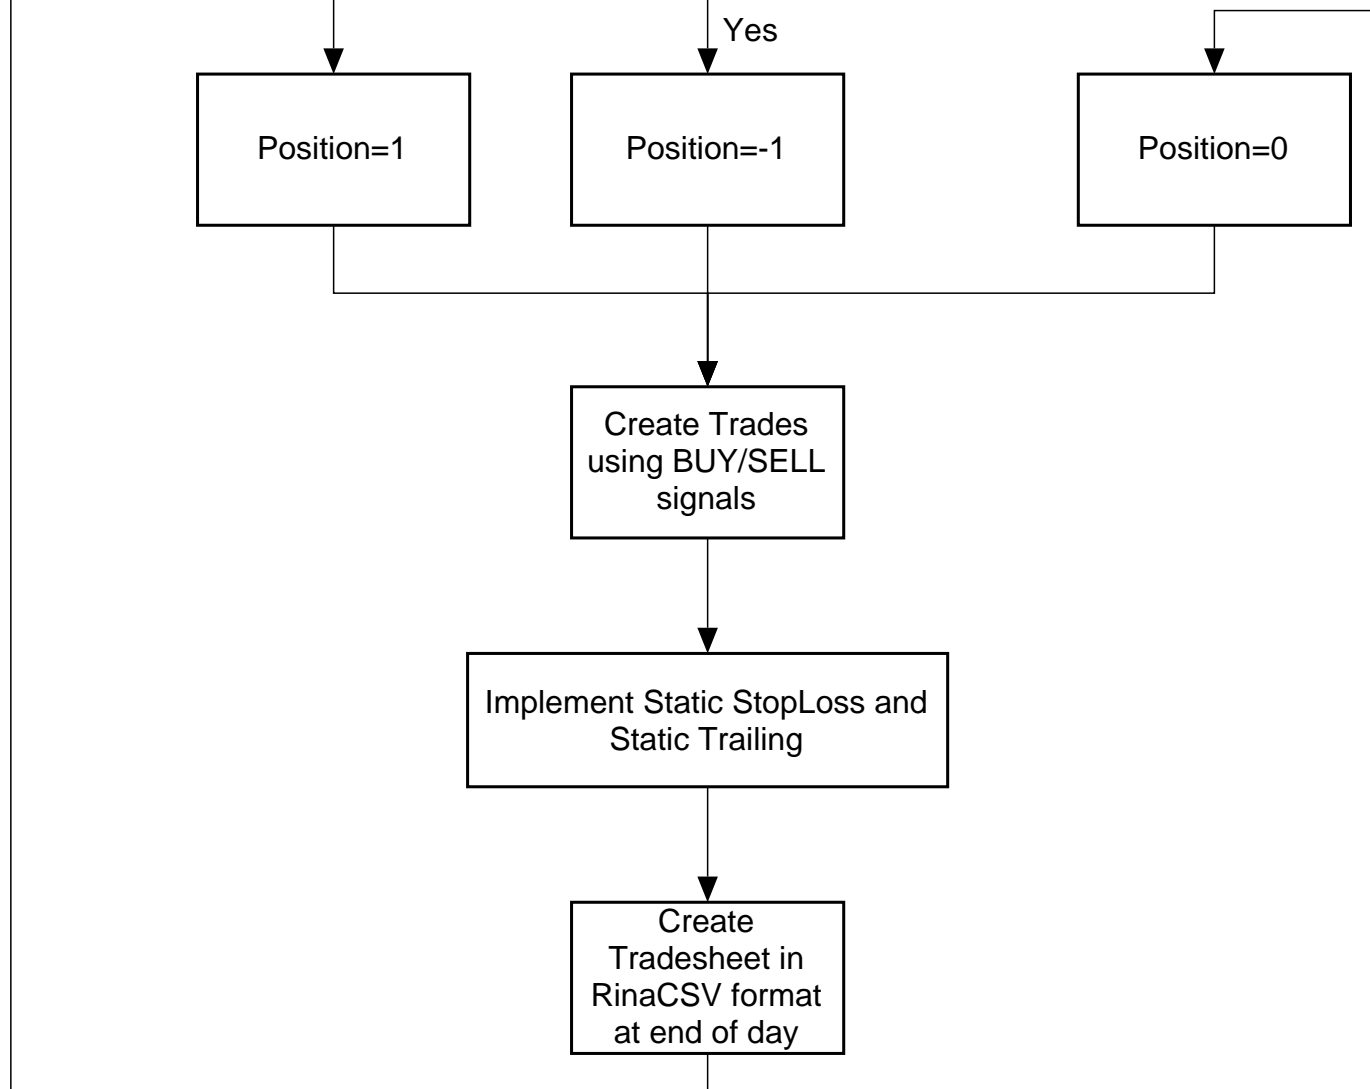 Yes
Position=1
Position=-1
Position=0
Create Trades
using BUY/SELL
signals
Implement Static StopLoss and
Static Trailing
Create
Tradesheet in
RinaCSV format
at end of day